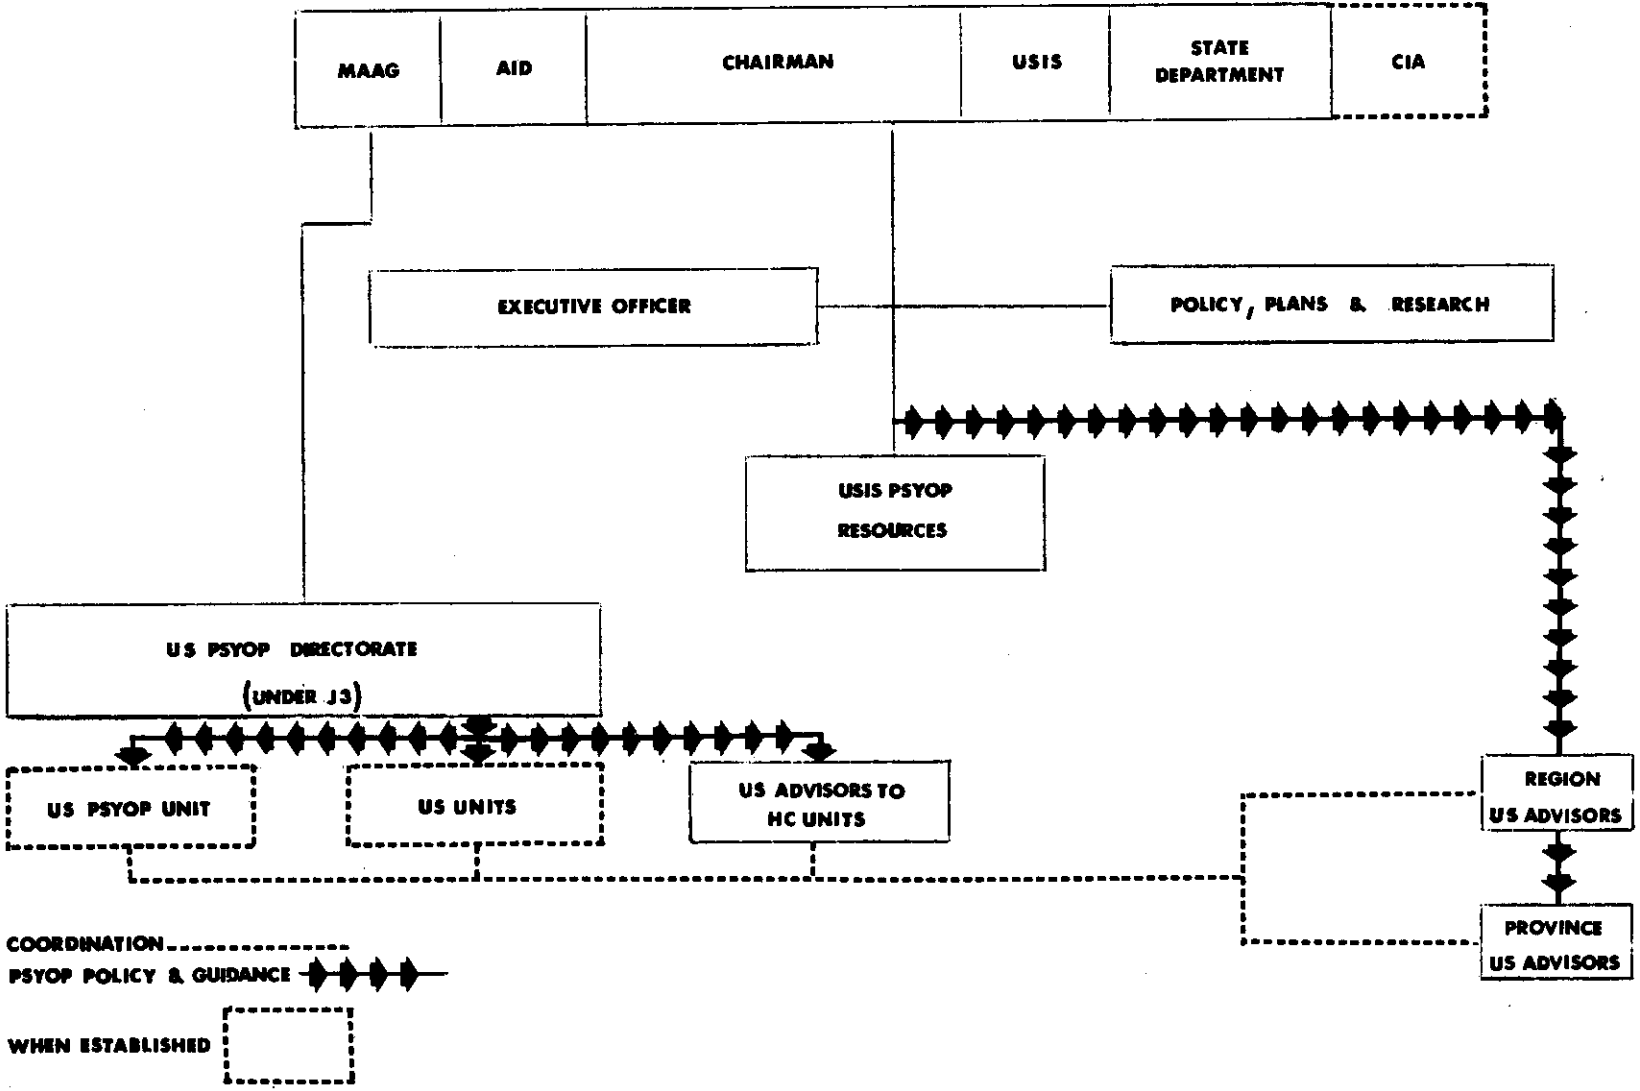 MAAG
AID
CHAIRMAN
USIS
STATE
DEPARTMENT
CIA
EXECUTIVE OFFICER
POLICY, PLANS & RESEARCH
USIS PSYOP
RESOURCES
US PSYOP DIRECTORATE
(UNDER J3)
US PSYOP UNIT
US UNITS
US ADVISORS TO
HC UNITS
REGION
US ADVISORS
PROVINCE
US ADVISORS
COORDINATION
PSYOP POLICY & GUIDANCE
WHEN ESTABLISHED